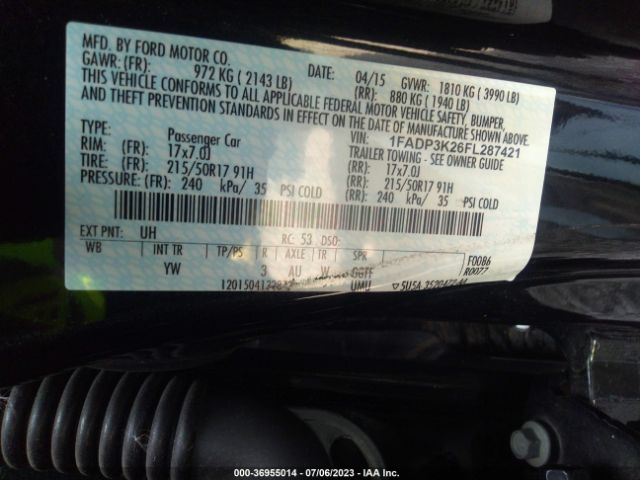 MFD. BY FORD MOTOR CO.
DATE: 04/15 GVWR: 1810 KG ( 3990 LB)
GAWR: (FR): 972 KG ( 2143 LB) (RR): 880 KG ( 1940 LB)
THIS VEHICLE CONFORMS TO ALL APPLICABLE FEDERAL MOTOR VEHICLE SAFETY, BUMPER,
AND THEFT PREVENTION STANDARDS IN EFFECT ON THE DATE OF MANUFACTURE SHOWN ABOVE.
VIN: 1FADP3K26FL287421
TYPE: Passenger Car TRAILER TOWING - SEE OWNER GUIDE
RIM: (FR): 17x7.0J (RR): 17x7.0J
TIRE: (FR): 215/50R17 91H (RR): 215/50R17 91H
PRESSURE: (FR): 240 kPa/ 35 PSI COLD (RR): 240 kPa/ 35 PSI COLD
EXT PNT: UH RC: 53 DSO:
WB INT TR TP/PS R AXLE TR SPR F0086
YW 3 AU W GGFF R0077
UMU
000-36955014 - 07/06/2023 - IAA Inc.